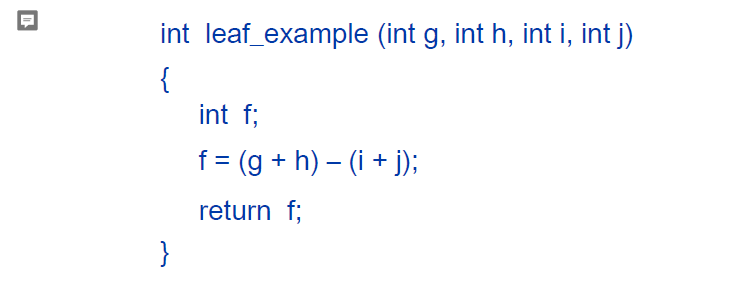 int leaf_example (int g, int h, int i, int j)
{
int f;
f = (g + h) – (i + j);
return f;
}